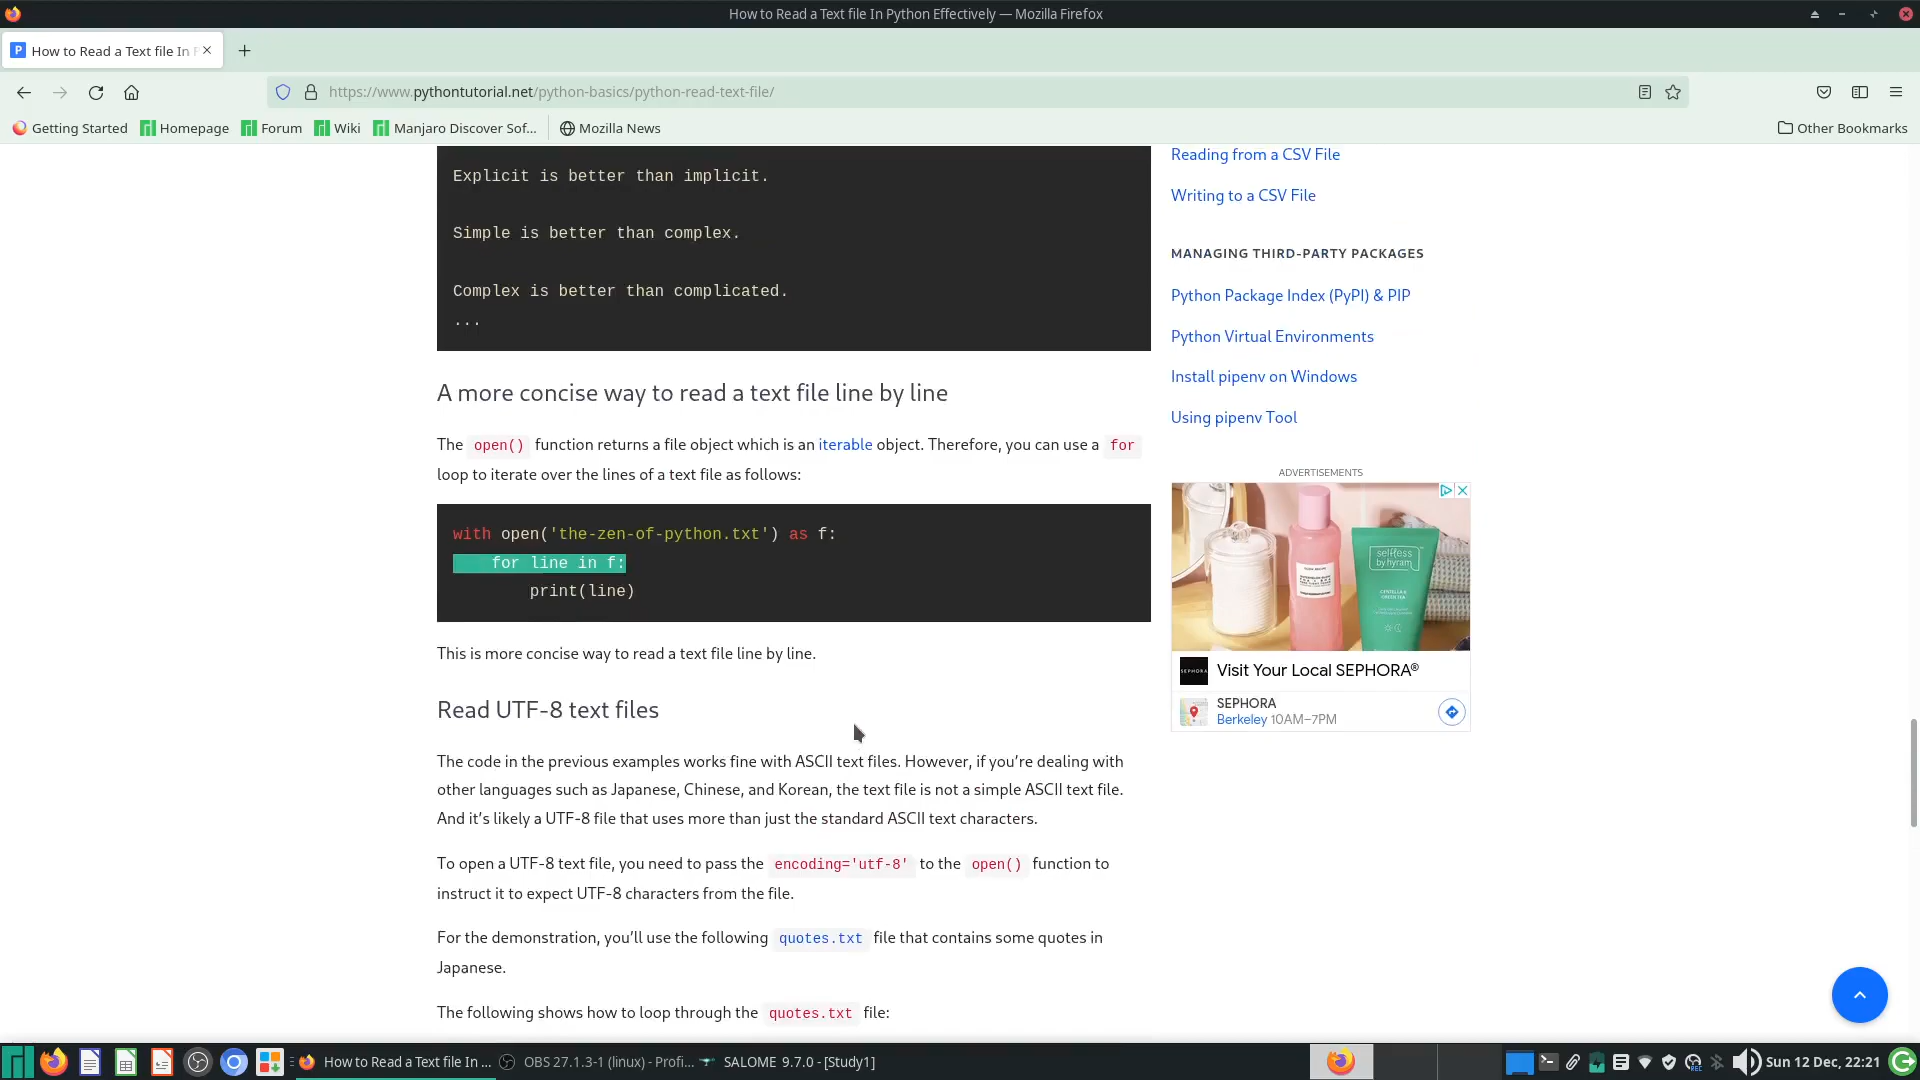 How to Read a Text file In Python Effectively — Mozilla Firefox
How to Read a Text file In P
https://www.pythontutorial.net/python-basics/python-read-text-file/
Getting Started Homepage Forum Wiki Manjaro Discover Sof... Mozilla News Other Bookmarks
Explicit is better than implicit.
Simple is better than complex.
Complex is better than complicated.
...
A more concise way to read a text file line by line
The open() function returns a file object which is an iterable object. Therefore, you can use a for
loop to iterate over the lines of a text file as follows:
with open('the-zen-of-python.txt') as f:
    for line in f:
        print(line)
This is more concise way to read a text file line by line.
Read UTF-8 text files
The code in the previous examples works fine with ASCII text files. However, if you’re dealing with
other languages such as Japanese, Chinese, and Korean, the text file is not a simple ASCII text file.
And it’s likely a UTF-8 file that uses more than just the standard ASCII text characters.
To open a UTF-8 text file, you need to pass the encoding='utf-8' to the open() function to
instruct it to expect UTF-8 characters from the file.
For the demonstration, you’ll use the following quotes.txt file that contains some quotes in
Japanese.
The following shows how to loop through the quotes.txt file:
Reading from a CSV File
Writing to a CSV File
MANAGING THIRD-PARTY PACKAGES
Python Package Index (PyPI) & PIP
Python Virtual Environments
Install pipenv on Windows
Using pipenv Tool
ADVERTISEMENTS
selfless
by hyram
CENTELLA &
GREEN TEA
SEPHORA
Visit Your Local SEPHORA®
SEPHORA
Berkeley 10AM–7PM
How to Read a Text file In ... OBS 27.1.3-1 (linux) - Profi... SALOME 9.7.0 - [Study1] REC Sun 12 Dec, 22:21